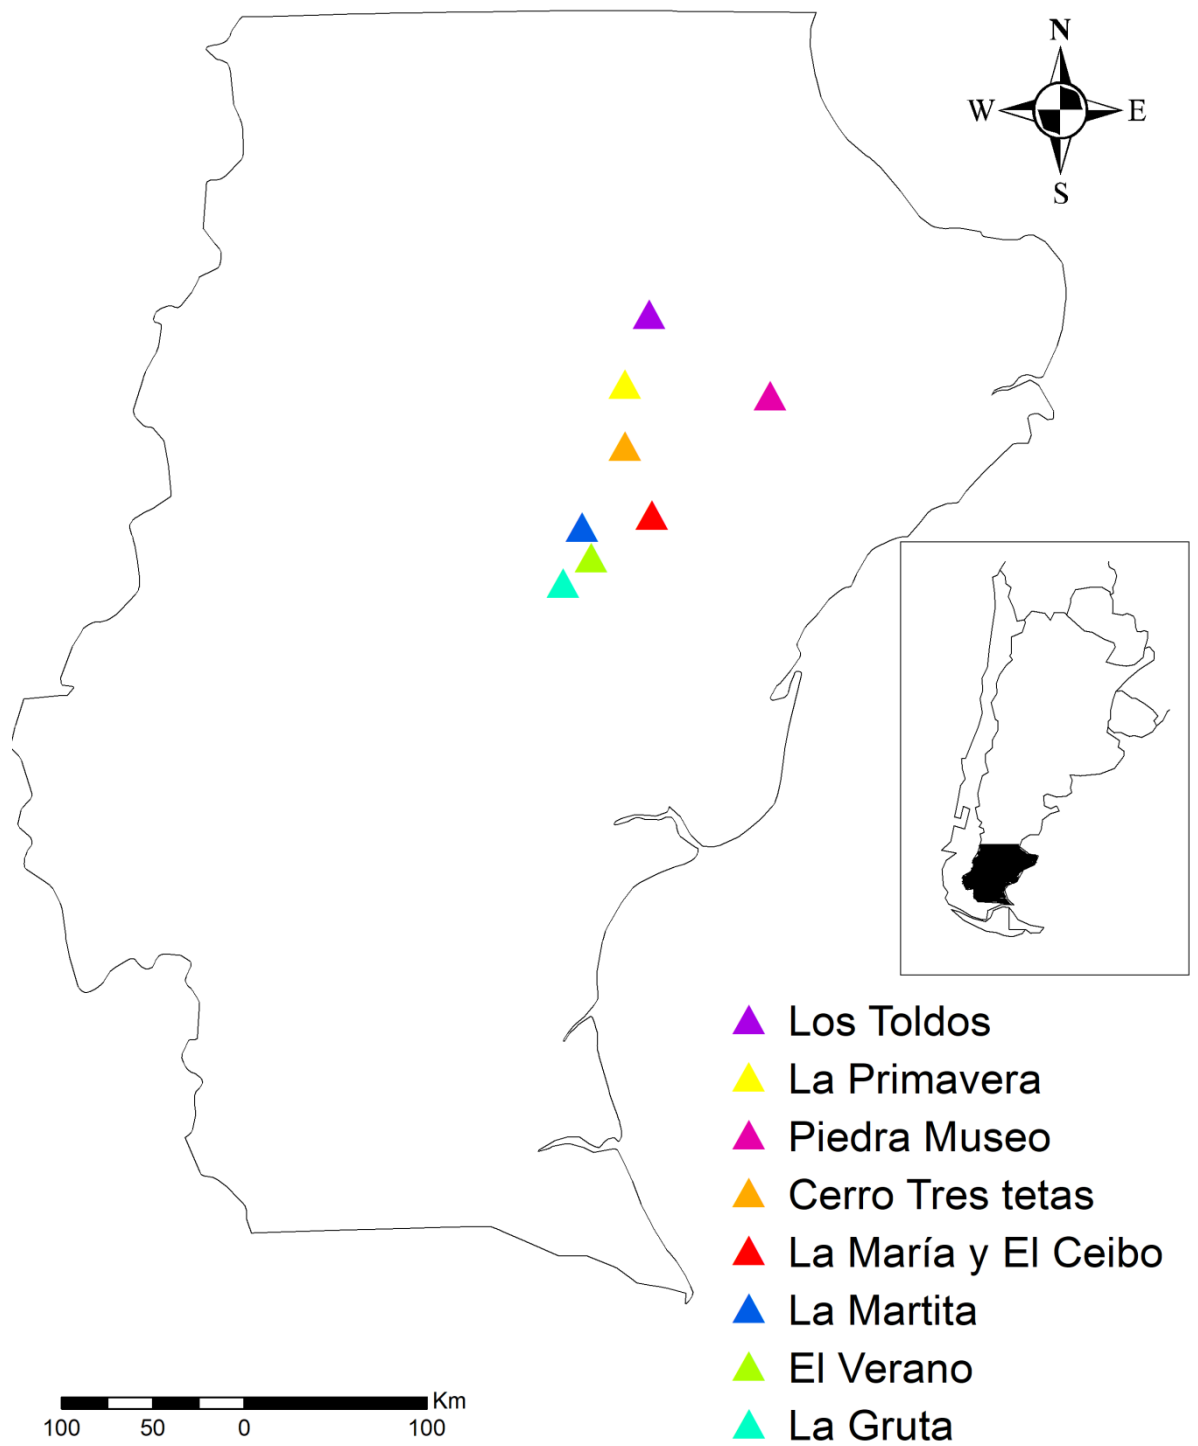 N
W E
S
Los Toldos
La Primavera
Piedra Museo
Cerro Tres tetas
La María y El Ceibo
La Martita
El Verano
La Gruta
Km
100 50 0 100